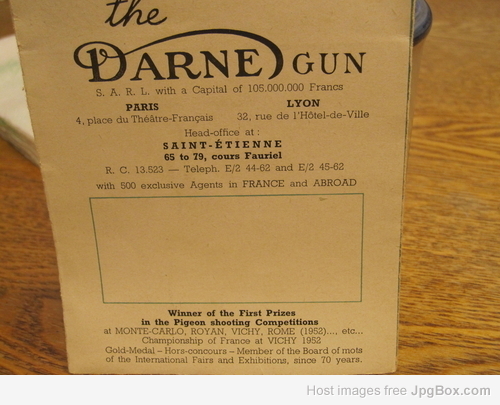 the
DARNE GUN
S. A. R. L. with a Capital of 105.000.000 Francs
PARIS LYON
4, place du Théâtre-Français 32, rue de l'Hôtel-de-Ville
Head-office at :
SAINT-ÉTIENNE
65 to 79, cours Fauriel
R. C. 13.523 — Teleph. E/2 44-62 and E/2 45-62
with 500 exclusive Agents in FRANCE and ABROAD
Winner of the First Prizes
in the Pigeon shooting Competitions
at MONTE-CARLO, ROYAN, VICHY, ROME (1952)..., etc...
Championship of France at VICHY 1952
Gold-Medal — Hors-concours — Member of the Board of mots
of the International Fairs and Exhibitions, since 70 years.
Host images free JpgBox.com